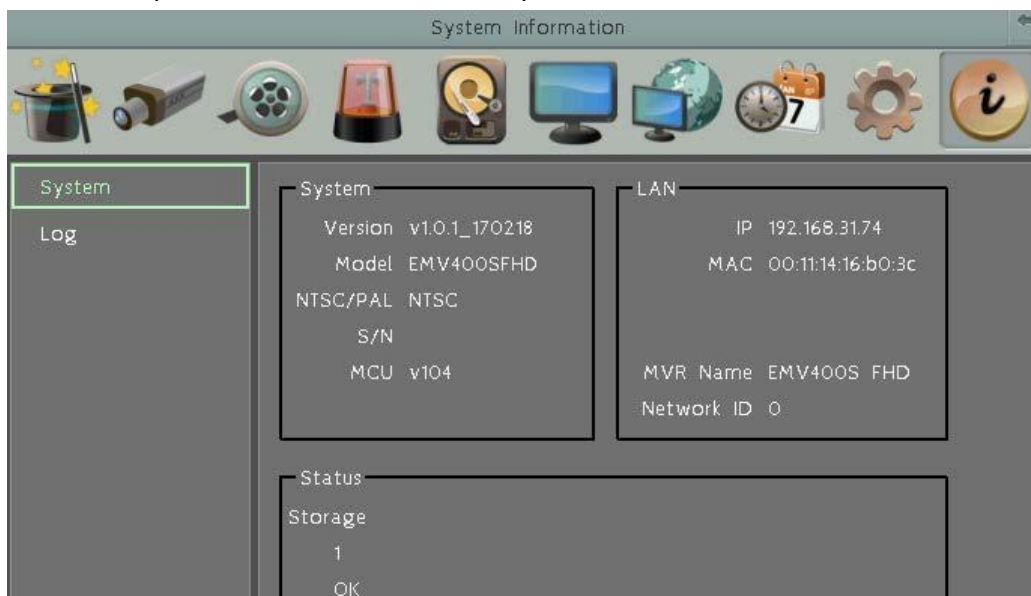 System Information
7
System
Log
System
Version v1.0.1_170218
Model EMV400SFHD
NTSC/PAL NTSC
S/N
MCU v104
LAN
IP 192.168.31.74
MAC 00:11:14:16:b0:3c
MVR Name EMV400S FHD
Network ID 0
Status
Storage
1
OK